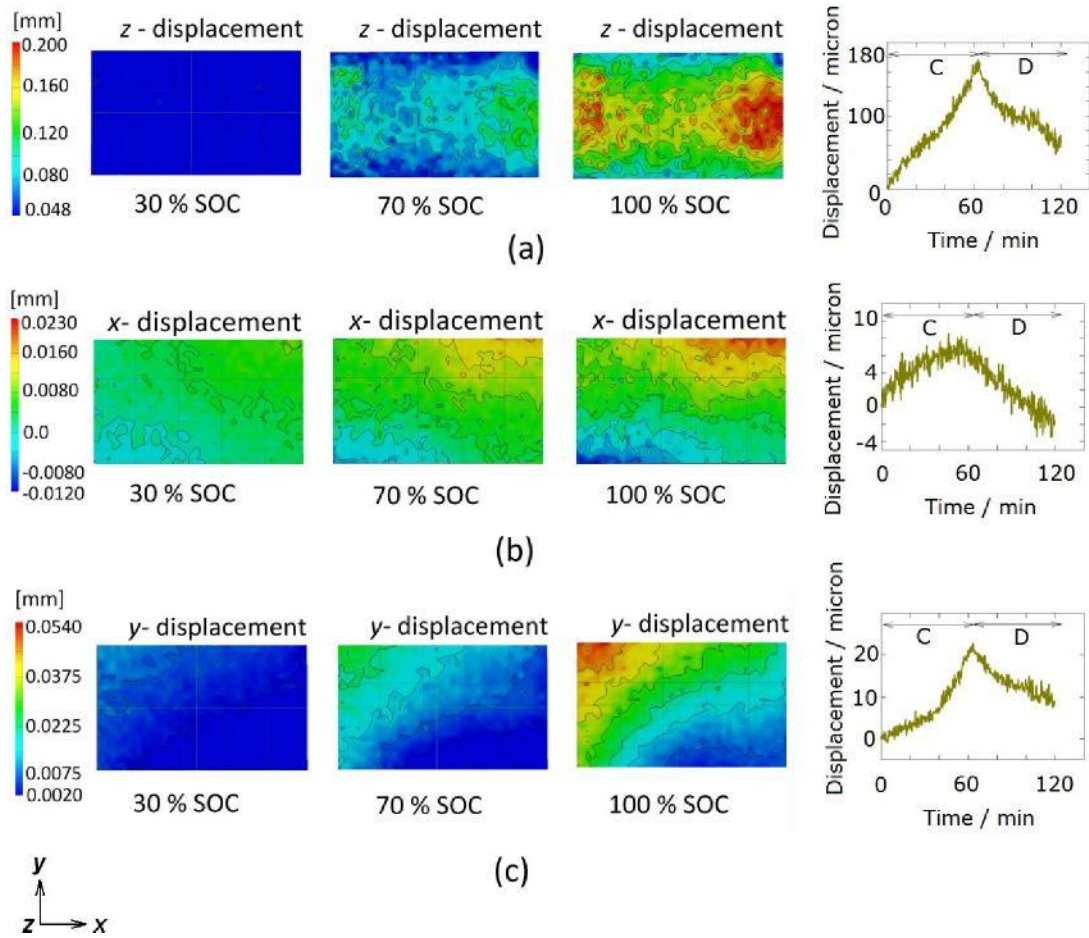 [mm]
z - displacement
z - displacement
z - displacement
0.200
0.160
0.120
0.080
0.048
30 % SOC
70 % SOC
100 % SOC
Displacement / micron
180
100
0
C
D
0
60
120
Time / min
(a)
[mm]
x- displacement
x- displacement
x- displacement
0.0230
0.0160
0.0080
0.0
-0.0080
-0.0120
30 % SOC
70 % SOC
100 % SOC
Displacement / micron
10
4
0
-4
C
D
0
60
120
Time / min
(b)
[mm]
y- displacement
y- displacement
y- displacement
0.0540
0.0375
0.0225
0.0075
0.0020
30 % SOC
70 % SOC
100 % SOC
Displacement / micron
20
10
0
C
D
0
60
120
Time / min
(c)
y
z
x